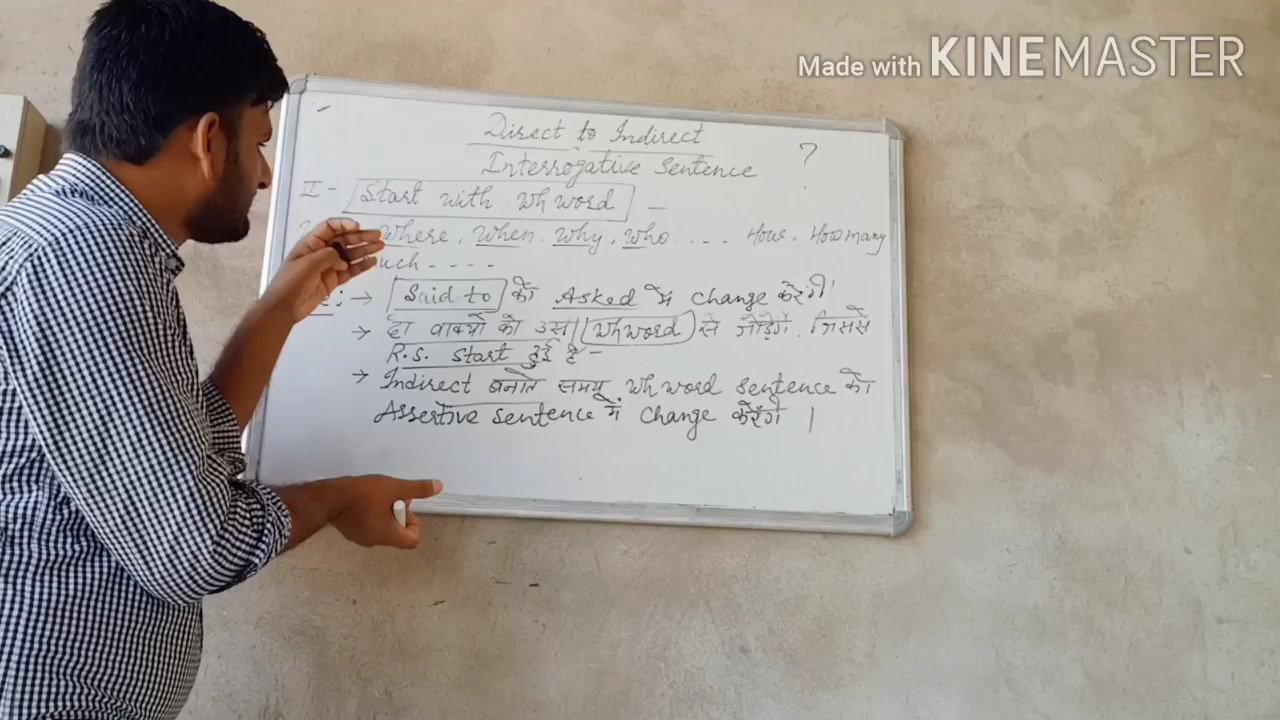 Made with KINEMASTER
Direct to Indirect ?
Interrogative Sentence
II - Start with Wh word -
Where, When, Why, Who .... How, How many
uch - - - -
→ Said to को Asked में change करेंगे।
→ दो वाक्यों को उस Wh word से जोड़ेगें. जिससे
R.S. Start हुई है -
→ Indirect बनाते समय Wh word sentence को
Assertive sentence में change करेंगे |